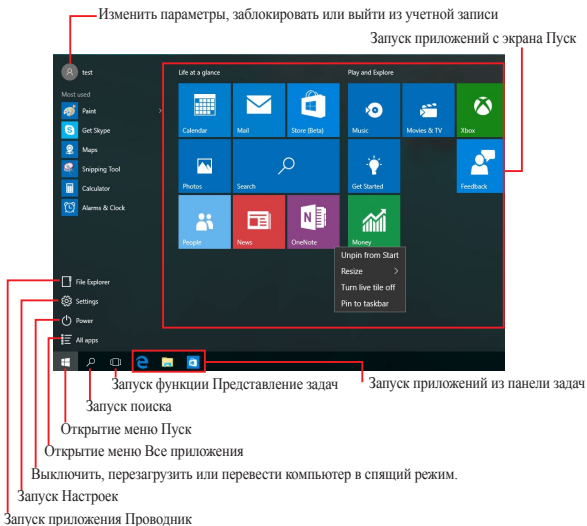 Изменить параметры, заблокировать или выйти из учетной записи
Запуск приложений с экрана Пуск
test
Life at a glance
Play and Explore
Most used
Paint
Get Skype
Maps
Snipping Tool
Calculator
Alarms & Clock
Calendar
Mail
Store (Beta)
Music
Movies & TV
Xbox
Photos
Search
Get Started
Feedback
People
News
OneNote
Money
Unpin from Start
Resize
Turn live tile off
Pin to taskbar
File Explorer
Settings
Power
All apps
Запуск функции Представление задач
Запуск приложений из панели задач
Запуск поиска
Открытие меню Пуск
Открытие меню Все приложения
Выключить, перезагрузить или перевести компьютер в спящий режим.
Запуск Настроек
Запуск приложения Проводник